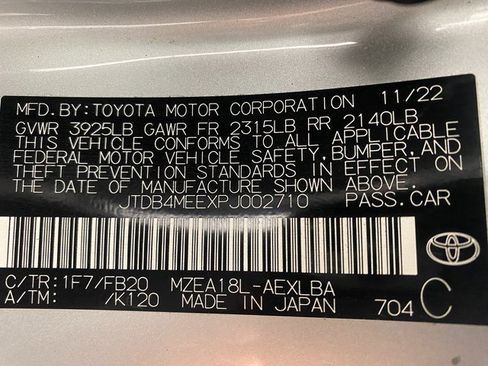 MFD.BY:TOYOTA MOTOR CORPORATION 11/22
GVWR 3925LB GAWR FR 2315LB RR 2140LB
THIS VEHICLE CONFORMS TO ALL APPLICABLE
FEDERAL MOTOR VEHICLE SAFETY,BUMPER,AND
THEFT PREVENTION STANDARDS IN EFFECT ON
THE DATE OF MANUFACTURE SHOWN ABOVE.
JTDB4MEEXPJ002710 PASS.CAR
C/TR:1F7/FB20 MZEA18L-AEXLBA
A/TM: /K120 MADE IN JAPAN 704 C
TOYOTA